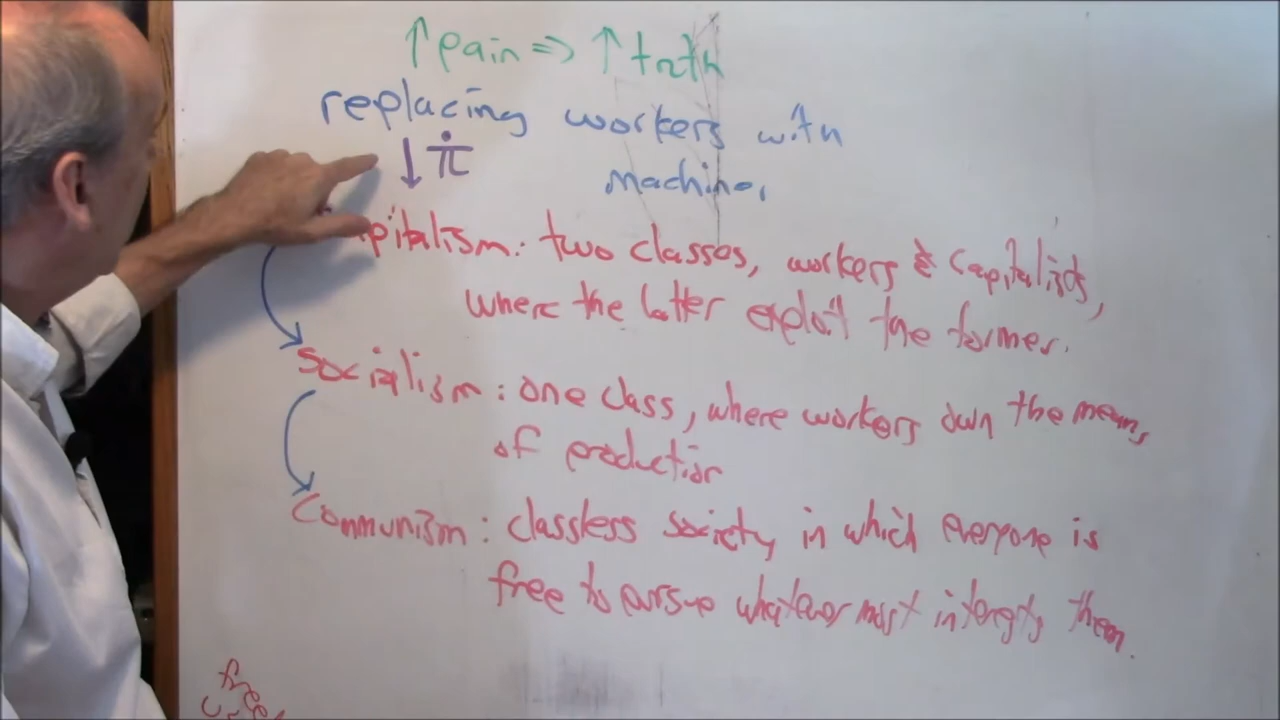 ↑ pain => ↑ truth
replacing workers with
machines
↓ π̇
Capitalism: two classes, workers & capitalists,
where the latter exploit the former.
Socialism: one class, where workers own the means
of production
Communism: classless society in which everyone is
free to pursue whatever most interests them.
free